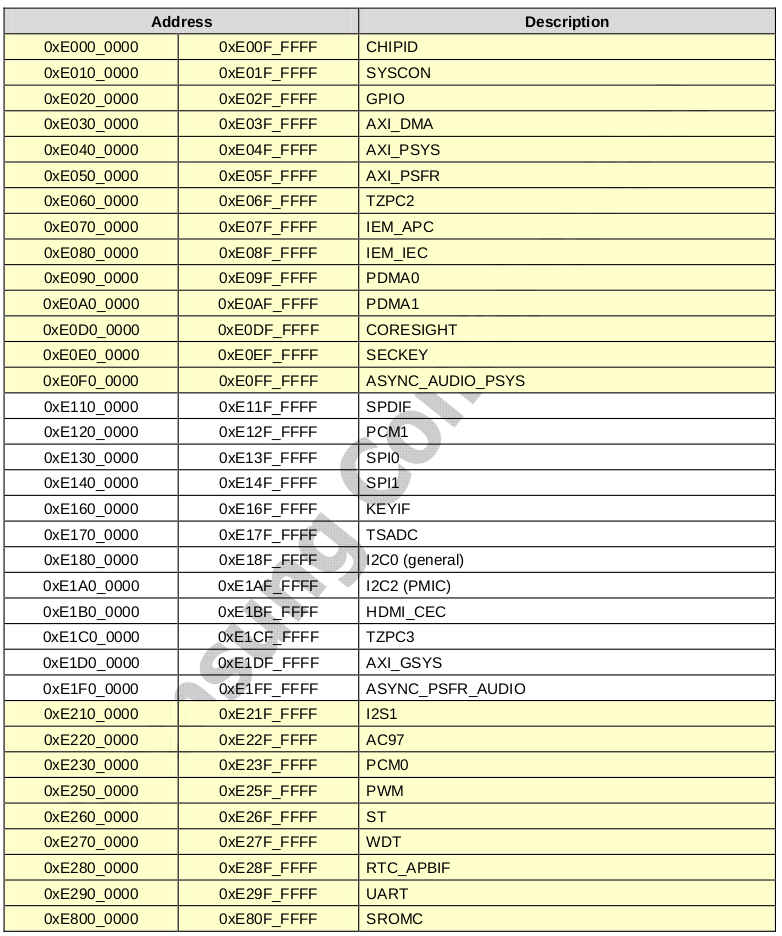 Address Description
0xE000_0000 0xE00F_FFFF CHIPID
0xE010_0000 0xE01F_FFFF SYSCON
0xE020_0000 0xE02F_FFFF GPIO
0xE030_0000 0xE03F_FFFF AXI_DMA
0xE040_0000 0xE04F_FFFF AXI_PSYS
0xE050_0000 0xE05F_FFFF AXI_PSFR
0xE060_0000 0xE06F_FFFF TZPC2
0xE070_0000 0xE07F_FFFF IEM_APC
0xE080_0000 0xE08F_FFFF IEM_IEC
0xE090_0000 0xE09F_FFFF PDMA0
0xE0A0_0000 0xE0AF_FFFF PDMA1
0xE0D0_0000 0xE0DF_FFFF CORESIGHT
0xE0E0_0000 0xE0EF_FFFF SECKEY
0xE0F0_0000 0xE0FF_FFFF ASYNC_AUDIO_PSYS
0xE110_0000 0xE11F_FFFF SPDIF
0xE120_0000 0xE12F_FFFF PCM1
0xE130_0000 0xE13F_FFFF SPI0
0xE140_0000 0xE14F_FFFF SPI1
0xE160_0000 0xE16F_FFFF KEYIF
0xE170_0000 0xE17F_FFFF TSADC
0xE180_0000 0xE18F_FFFF I2C0 (general)
0xE1A0_0000 0xE1AF_FFFF I2C2 (PMIC)
0xE1B0_0000 0xE1BF_FFFF HDMI_CEC
0xE1C0_0000 0xE1CF_FFFF TZPC3
0xE1D0_0000 0xE1DF_FFFF AXI_GSYS
0xE1F0_0000 0xE1FF_FFFF ASYNC_PSFR_AUDIO
0xE210_0000 0xE21F_FFFF I2S1
0xE220_0000 0xE22F_FFFF AC97
0xE230_0000 0xE23F_FFFF PCM0
0xE250_0000 0xE25F_FFFF PWM
0xE260_0000 0xE26F_FFFF ST
0xE270_0000 0xE27F_FFFF WDT
0xE280_0000 0xE28F_FFFF RTC_APBIF
0xE290_0000 0xE29F_FFFF UART
0xE800_0000 0xE80F_FFFF SROMC